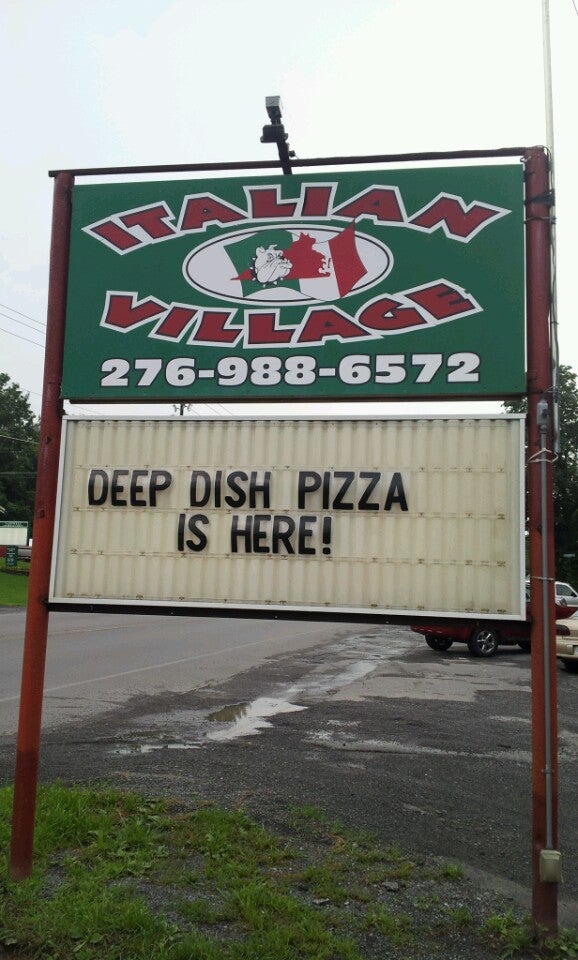 ITALIAN
VILLAGE
276-988-6572
DEEP DISH PIZZA
IS HERE!